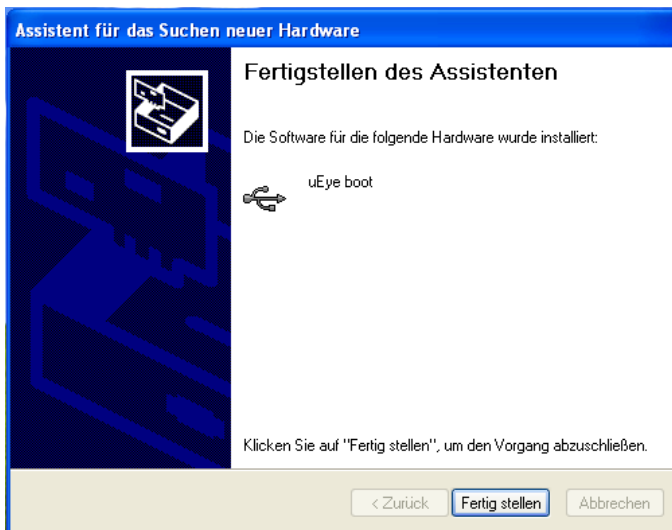 Assistent für das Suchen neuer Hardware
Fertigstellen des Assistenten
Die Software für die folgende Hardware wurde installiert:
uEye boot
Klicken Sie auf "Fertig stellen", um den Vorgang abzuschließen.
< Zurück Fertig stellen Abbrechen